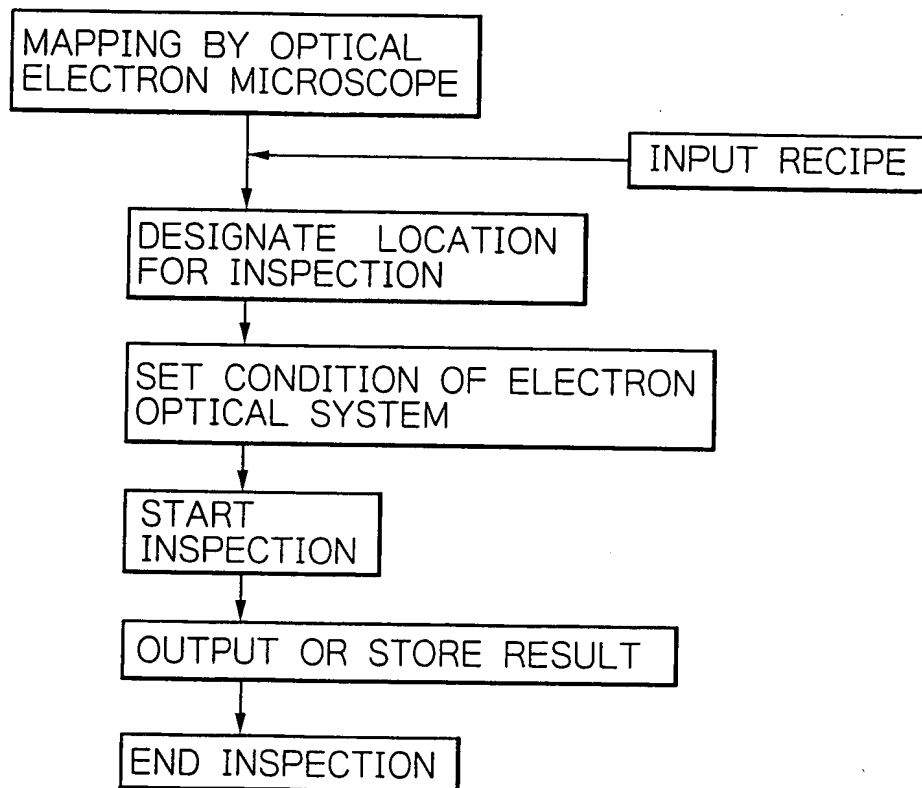 MAPPING BY OPTICAL
ELECTRON MICROSCOPE
INPUT RECIPE
DESIGNATE LOCATION
FOR INSPECTION
SET CONDITION OF ELECTRON
OPTICAL SYSTEM
START
INSPECTION
OUTPUT OR STORE RESULT
END INSPECTION